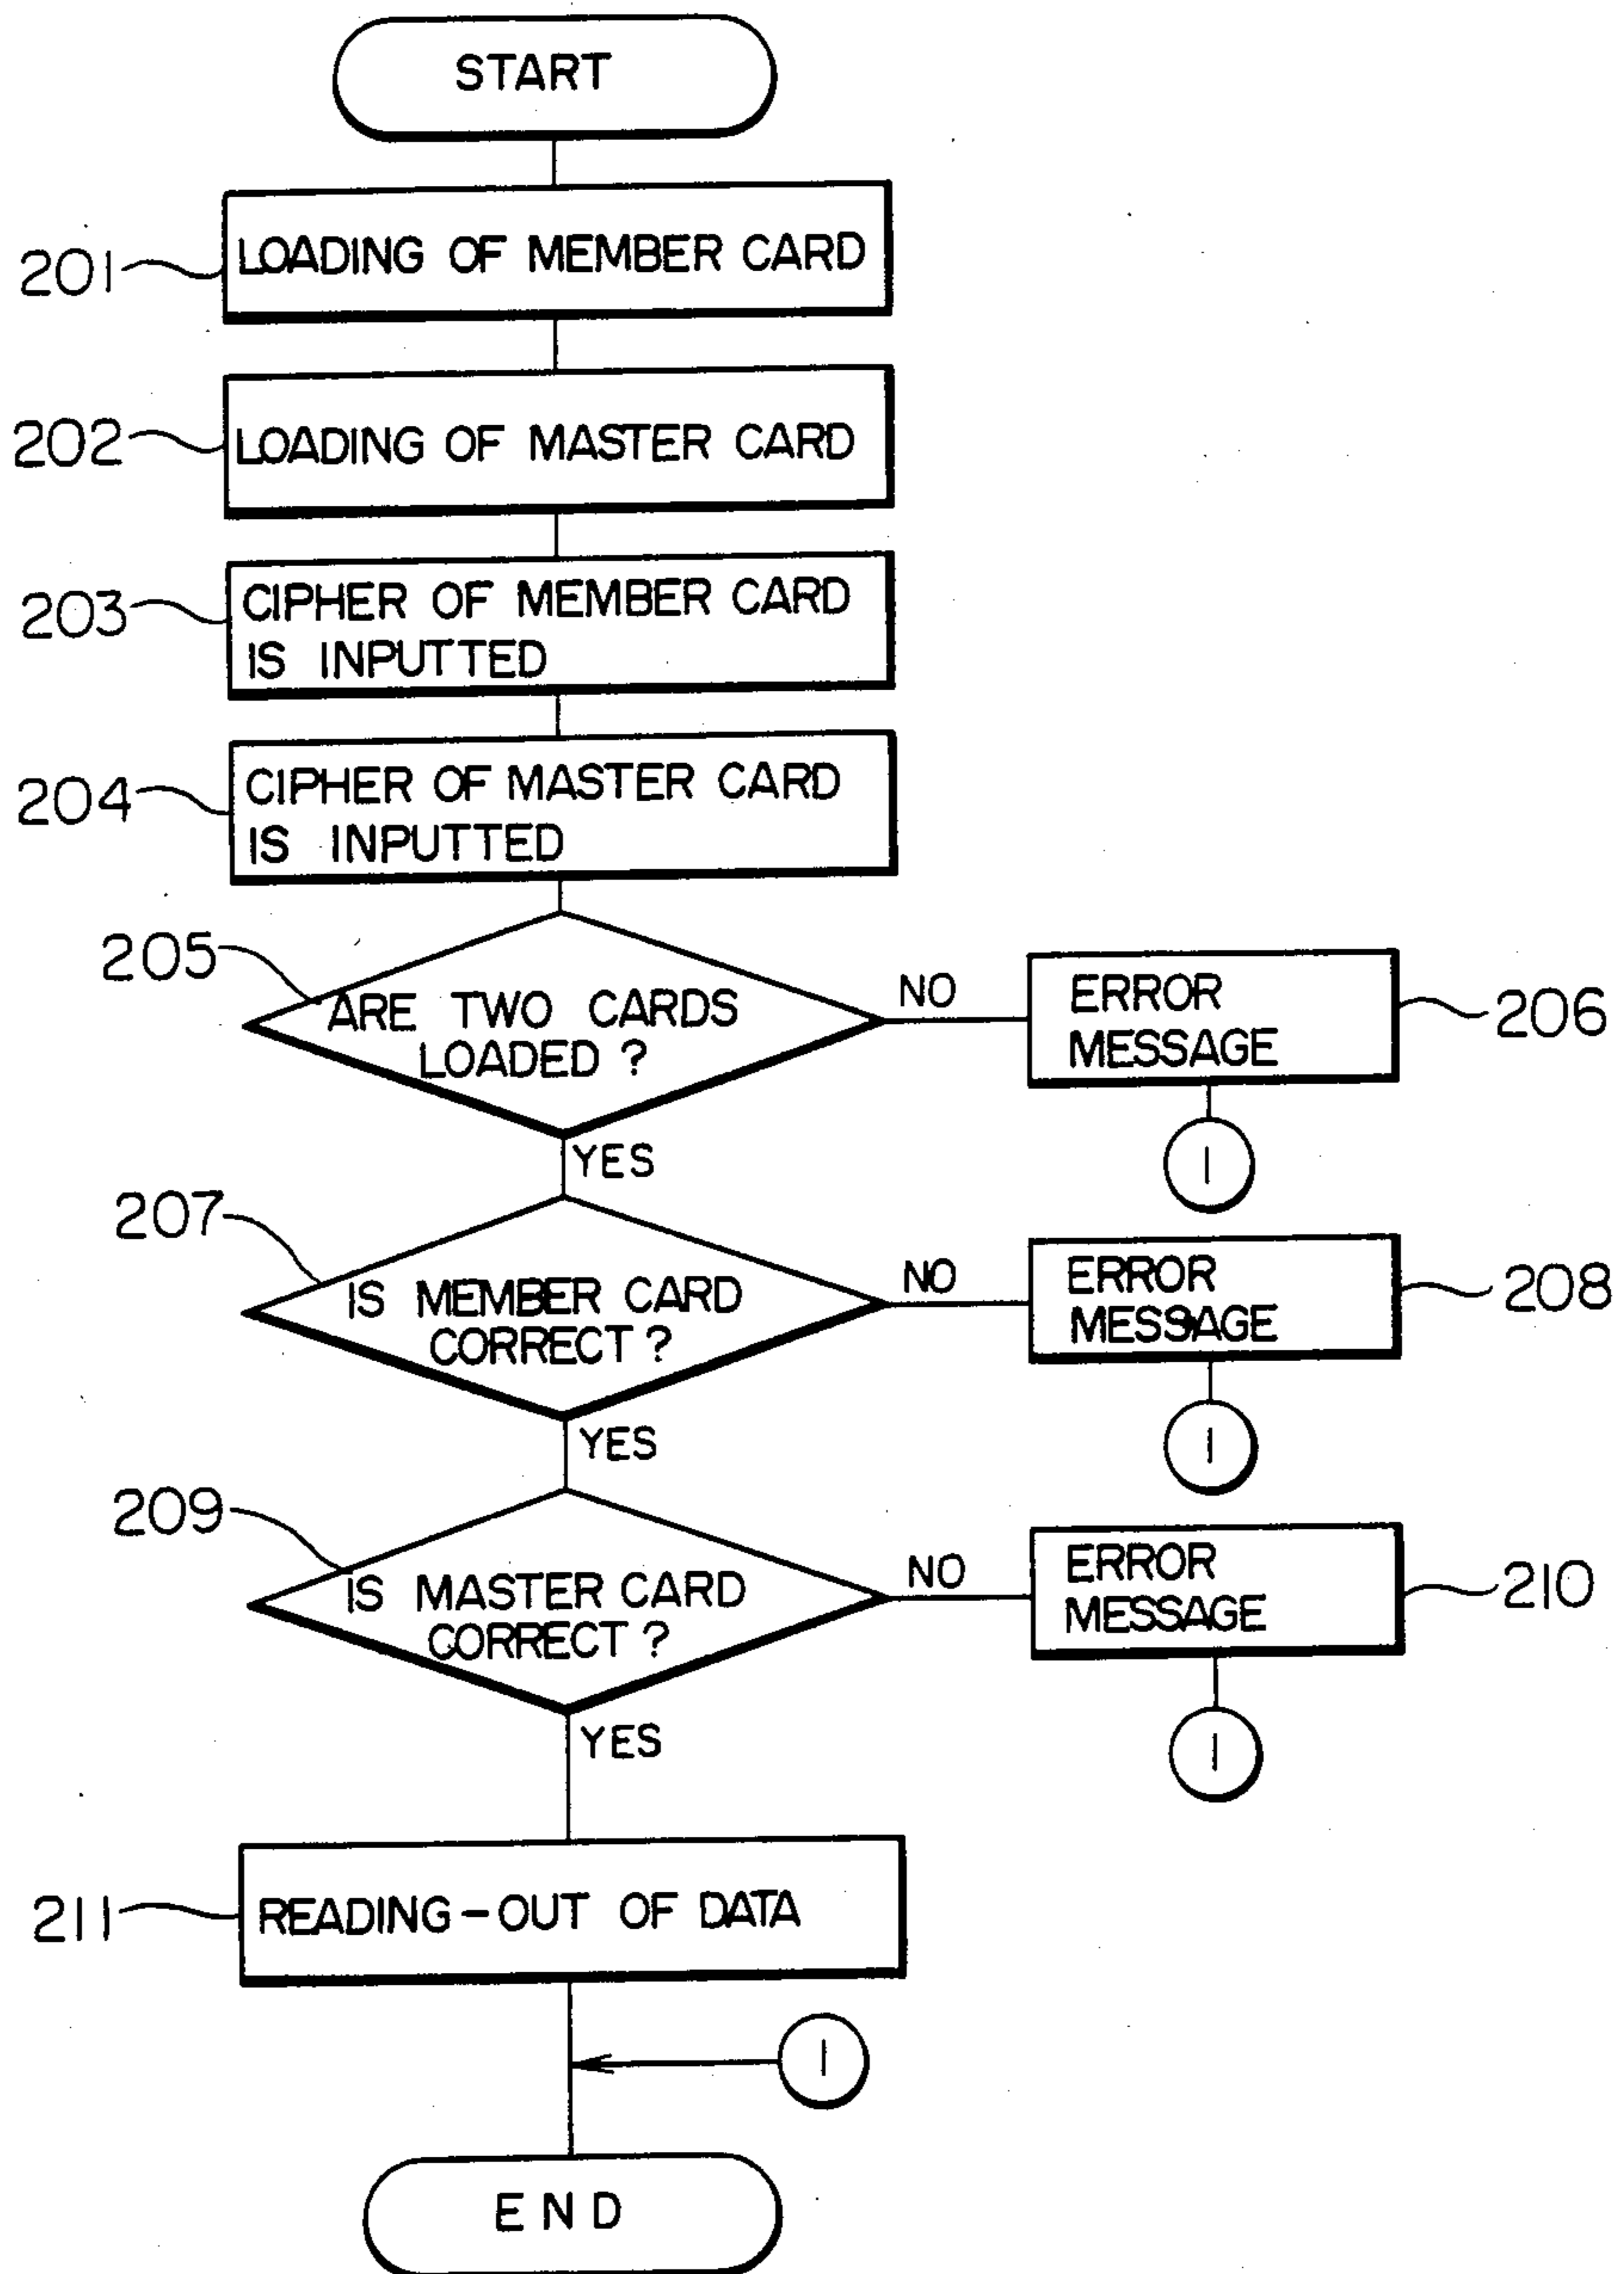 START
201
LOADING OF MEMBER CARD
202
LOADING OF MASTER CARD
203
CIPHER OF MEMBER CARD
IS INPUTTED
204
CIPHER OF MASTER CARD
IS INPUTTED
205
ARE TWO CARDS
LOADED ?
NO
ERROR
MESSAGE
206
1
YES
207
IS MEMBER CARD
CORRECT ?
NO
ERROR
MESSAGE
208
1
YES
209
IS MASTER CARD
CORRECT ?
NO
ERROR
MESSAGE
210
1
YES
211
READING-OUT OF DATA
1
END